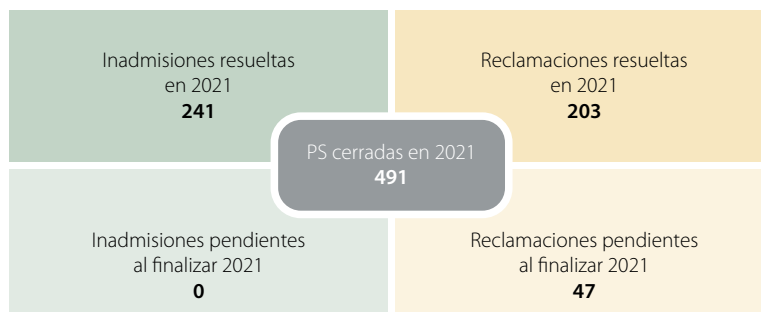 Inadmisiones resueltas
en 2021
241
Reclamaciones resueltas
en 2021
203
PS cerradas en 2021
491
Inadmisiones pendientes
al finalizar 2021
0
Reclamaciones pendientes
al finalizar 2021
47